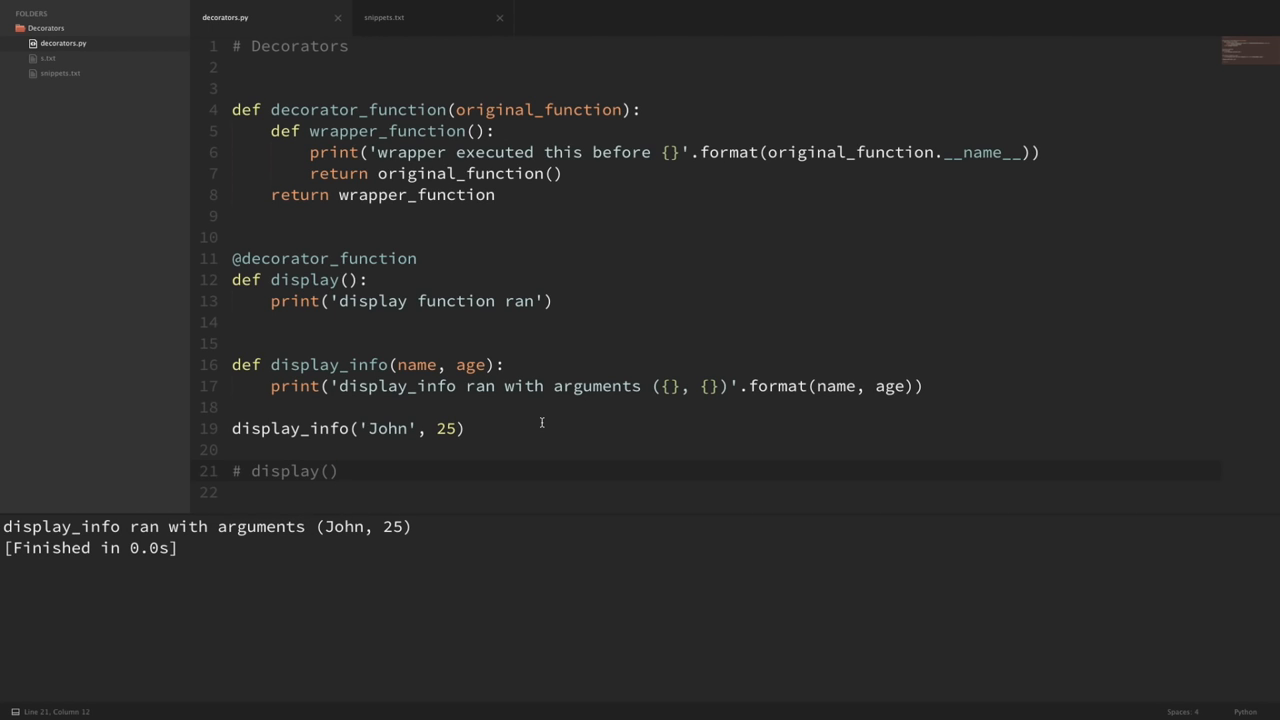 FOLDERS
Decorators
decorators.py
s.txt
snippets.txt
decorators.py ×
snippets.txt ×
1 # Decorators
2
3
4 def decorator_function(original_function):
5     def wrapper_function():
6         print('wrapper executed this before {}'.format(original_function.__name__))
7         return original_function()
8     return wrapper_function
9
10
11 @decorator_function
12 def display():
13     print('display function ran')
14
15
16 def display_info(name, age):
17     print('display_info ran with arguments ({}, {})'.format(name, age))
18
19 display_info('John', 25)
20
21 # display()
22
display_info ran with arguments (John, 25)
[Finished in 0.0s]
Line 21, Column 12
Spaces: 4
Python